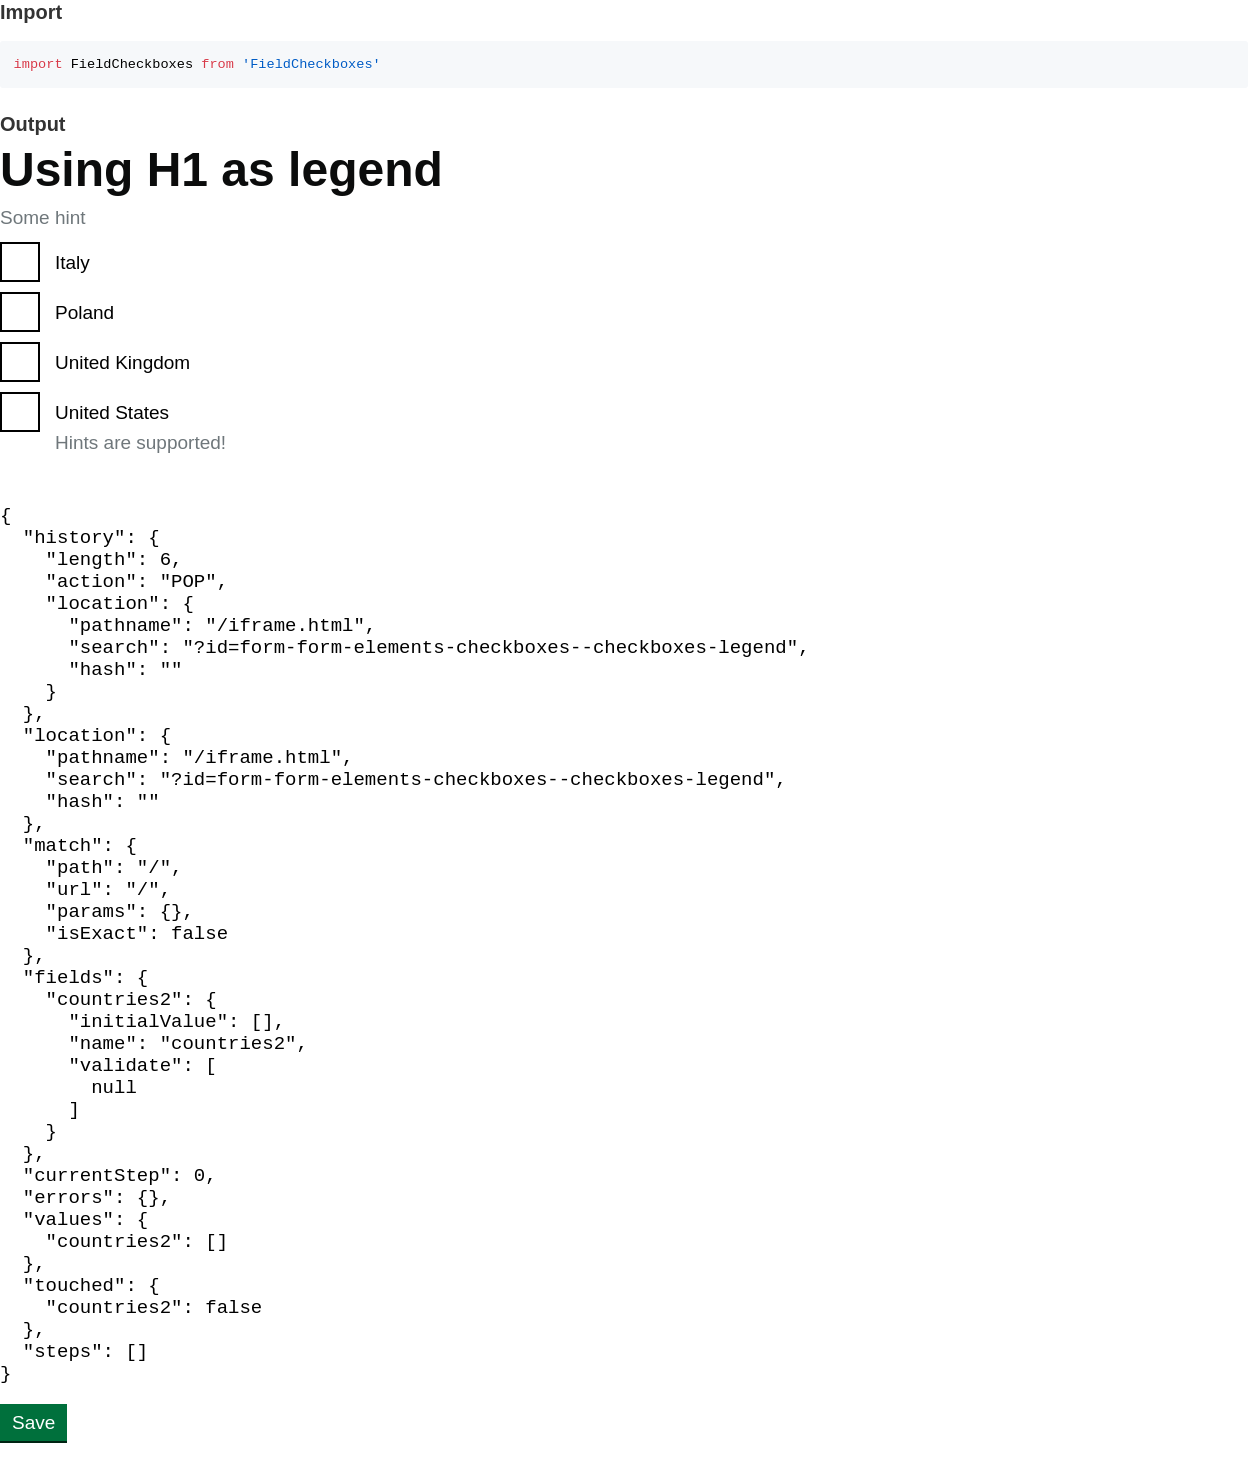 Import
import FieldCheckboxes from 'FieldCheckboxes'
Output
Using H1 as legend
Some hint
Italy
Poland
United Kingdom
United States
Hints are supported!
{
  "history": {
    "length": 6,
    "action": "POP",
    "location": {
      "pathname": "/iframe.html",
      "search": "?id=form-form-elements-checkboxes--checkboxes-legend",
      "hash": ""
    }
  },
  "location": {
    "pathname": "/iframe.html",
    "search": "?id=form-form-elements-checkboxes--checkboxes-legend",
    "hash": ""
  },
  "match": {
    "path": "/",
    "url": "/",
    "params": {},
    "isExact": false
  },
  "fields": {
    "countries2": {
      "initialValue": [],
      "name": "countries2",
      "validate": [
        null
      ]
    }
  },
  "currentStep": 0,
  "errors": {},
  "values": {
    "countries2": []
  },
  "touched": {
    "countries2": false
  },
  "steps": []
}
Save